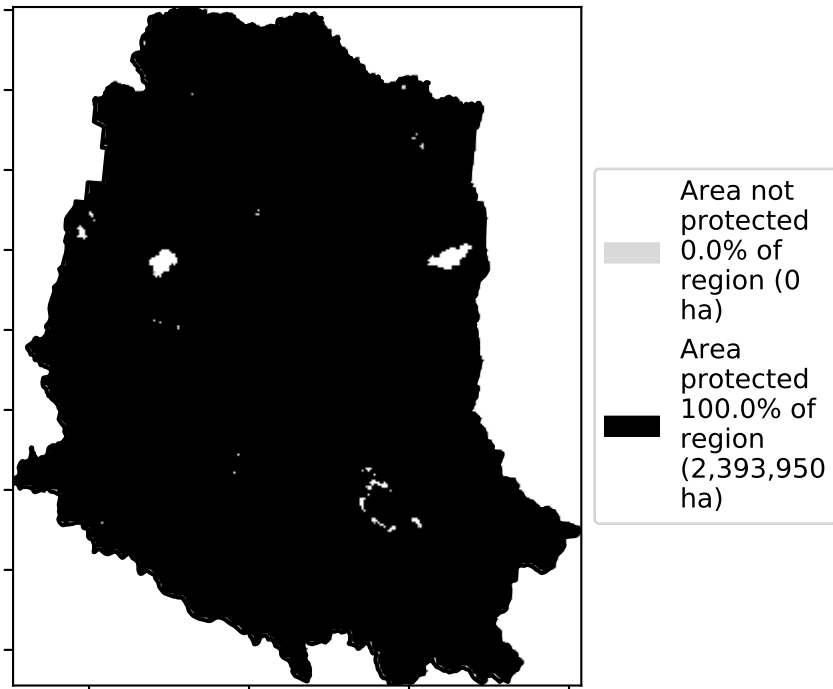 Area not
protected
0.0% of
region (0
ha)
Area
protected
100.0% of
region
(2,393,950
ha)